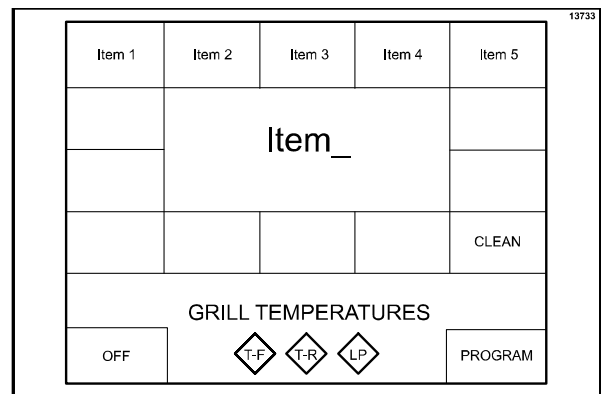 13733
Item 1 Item 2 Item 3 Item 4 Item 5
Item_
CLEAN
GRILL TEMPERATURES
OFF T-F T-R LP PROGRAM